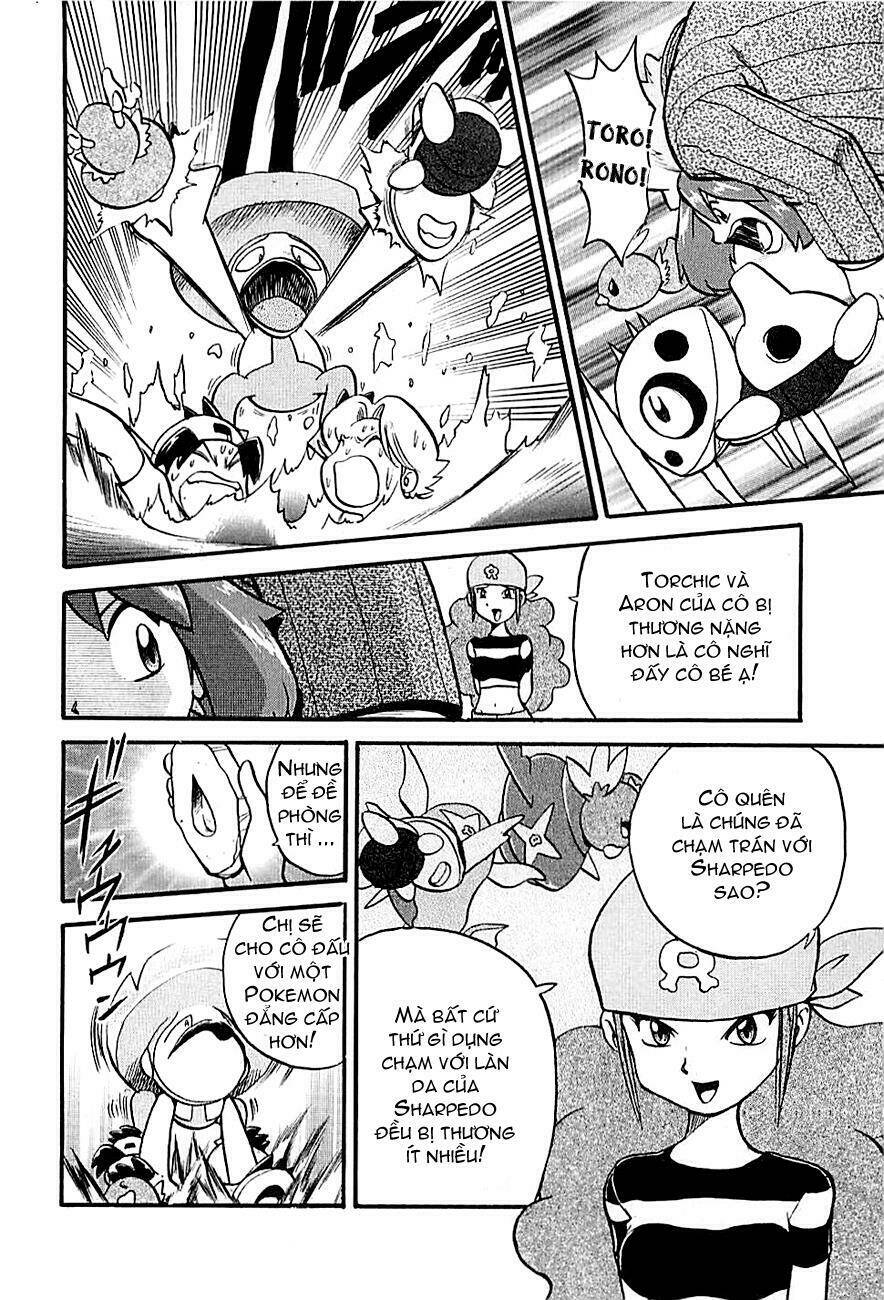 TORO!
RONO!
TORCHIC VÀ
ARON CỦA CÔ BỊ
THƯƠNG NẶNG
HƠN LÀ CÔ NGHĨ
ĐẤY CÔ BÉ Ạ!
CÔ QUÊN
LÀ CHÚNG ĐÃ
CHẠM TRÁN VỚI
SHARPEDO
SAO?
MÀ BẤT CỨ
THỨ GÌ ĐỤNG
CHẠM VỚI LÀN
DA CỦA
SHARPEDO
ĐỀU BỊ THƯƠNG
ÍT NHIỀU!
NHƯNG
ĐỂ ĐỀ
PHÒNG
THÌ ...
CHỊ SẼ
CHO CÔ ĐẤU
VỚI MỘT
POKEMON
ĐẲNG CẤP
HƠN!